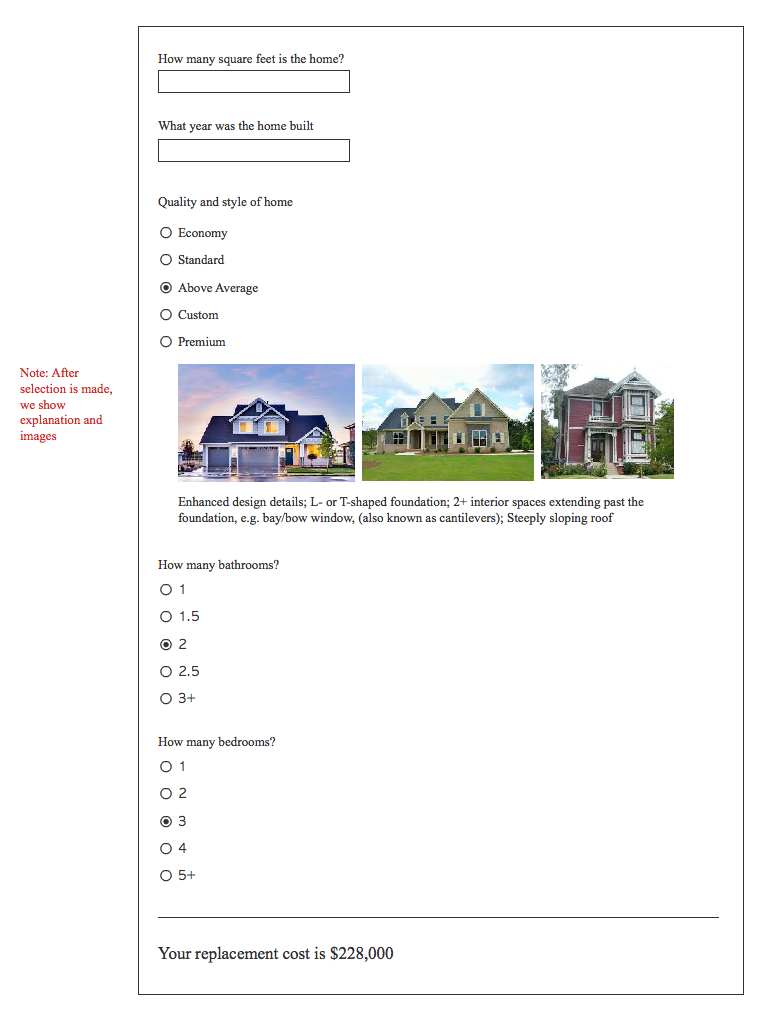 How many square feet is the home?
What year was the home built
Quality and style of home
Economy
Standard
Above Average
Custom
Premium
Note: After
selection is made,
we show
explanation and
images
Enhanced design details; L- or T-shaped foundation; 2+ interior spaces extending past the
foundation, e.g. bay/bow window, (also known as cantilevers); Steeply sloping roof
How many bathrooms?
1
1.5
2
2.5
3+
How many bedrooms?
1
2
3
4
5+
Your replacement cost is $228,000